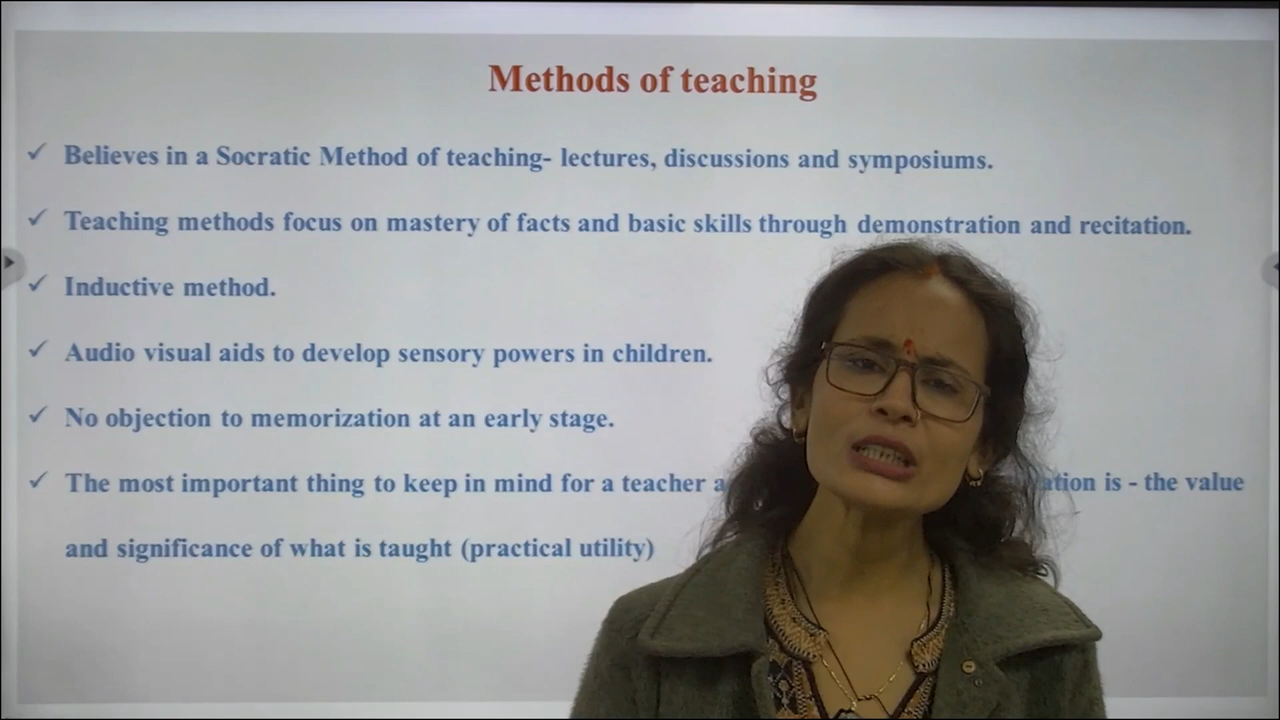 Methods of teaching
✓ Believes in a Socratic Method of teaching- lectures, discussions and symposiums.
✓ Teaching methods focus on mastery of facts and basic skills through demonstration and recitation.
✓ Inductive method.
✓ Audio visual aids to develop sensory powers in children.
✓ No objection to memorization at an early stage.
✓ The most important thing to keep in mind for a teacher is - the value
and significance of what is taught (practical utility)